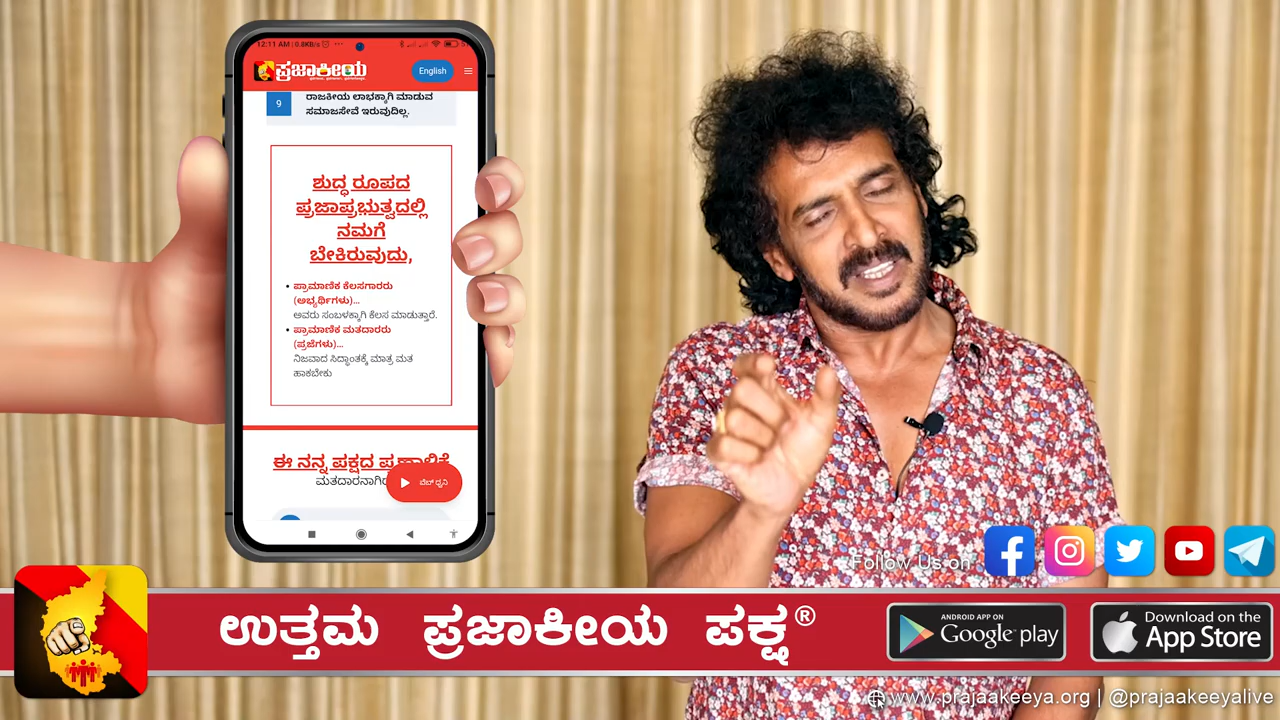 12:11 AM | 0.8KB/s
ಪ್ರಜಾಕೀಯ
English
9
ರಾಜಕೀಯ ಲಾಭಕ್ಕಾಗಿ ಮಾಡುವ
ಸಮಾಜಸೇವೆ ಇರುವುದಿಲ್ಲ.
ಶುದ್ಧ ರೂಪದ
ಪ್ರಜಾಪ್ರಭುತ್ವದಲ್ಲಿ
ನಮಗೆ
ಬೇಕಿರುವುದು,
• ಪ್ರಾಮಾಣಿಕ ಕೆಲಸಗಾರರು
(ಅಭ್ಯರ್ಥಿಗಳು)...
ಅವರು ಸಂಬಳಕ್ಕಾಗಿ ಕೆಲಸ ಮಾಡುತ್ತಾರೆ.
• ಪ್ರಾಮಾಣಿಕ ಮತದಾರರು
(ಪ್ರಜೆಗಳು)...
ನಿಜವಾದ ಸಿದ್ಧಾಂತಕ್ಕೆ ಮಾತ್ರ ಮತ
ಹಾಕಬೇಕು
ಈ ನನ್ನ ಪಕ್ಷದ
ವೆಬ್ ಧ್ವನಿ
Follow Us on
ಉತ್ತಮ ಪ್ರಜಾಕೀಯ ಪಕ್ಷ®
ANDROID APP ON
Google play
Download on the
App Store
www.prajaakeeya.org | @prajaakeeyalive